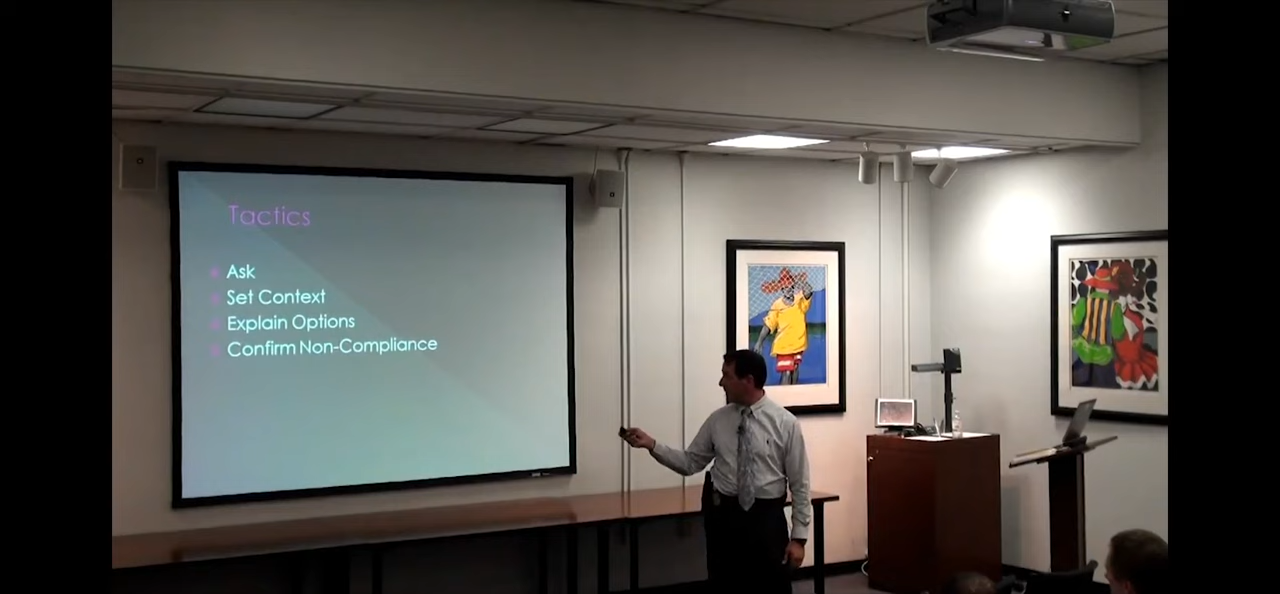 Tactics
Ask
Set Context
Explain Options
Confirm Non-Compliance